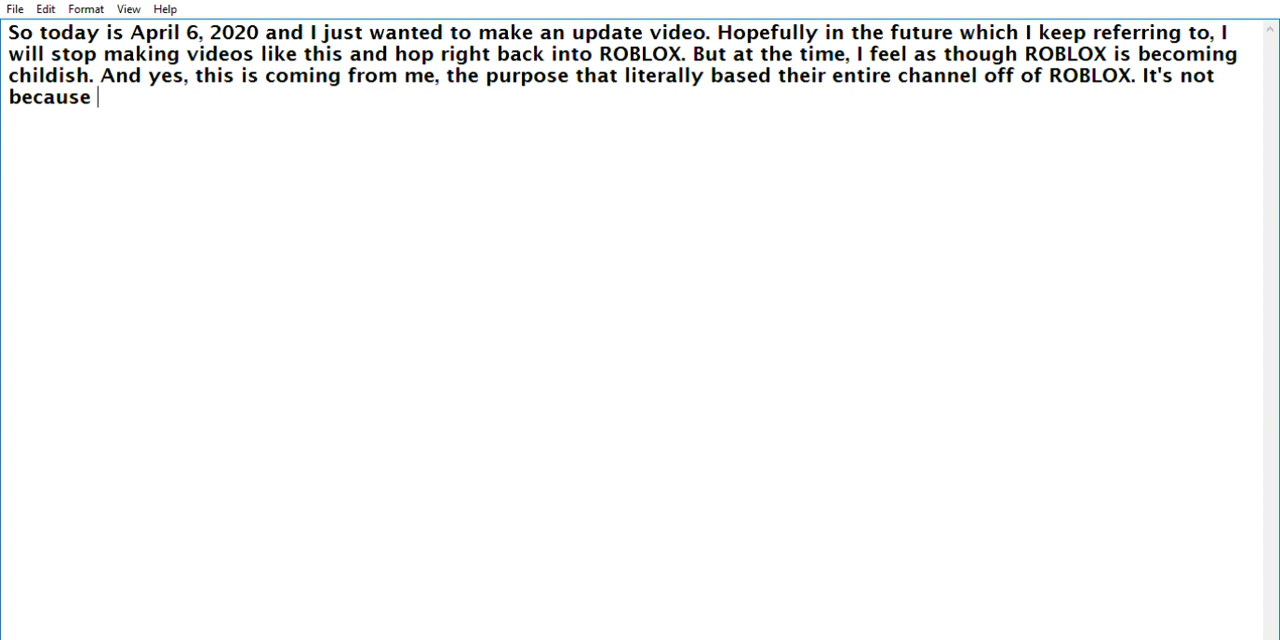 File Edit Format View Help
So today is April 6, 2020 and I just wanted to make an update video. Hopefully in the future which I keep referring to, I
will stop making videos like this and hop right back into ROBLOX. But at the time, I feel as though ROBLOX is becoming
childish. And yes, this is coming from me, the purpose that literally based their entire channel off of ROBLOX. It's not
because